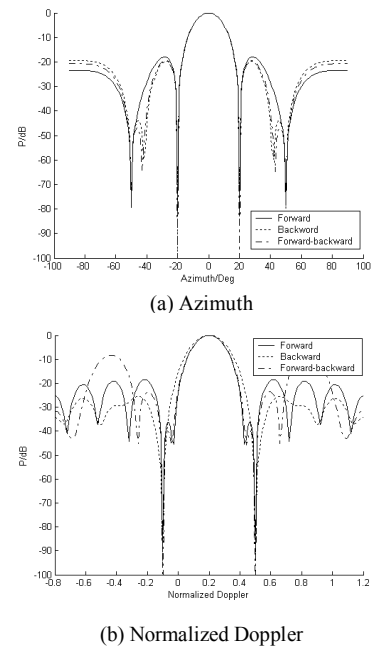 0
-10
-20
-30
-40
-50
-60
-70
-80
-90
-100
P/dB
Forward
Backword
Forward-backward
-100 -80 -60 -40 -20 0 20 40 60 80 100
Azimuth/Deg
(a) Azimuth
0
-10
-20
-30
-40
-50
-60
-70
-80
-90
-100
P/dB
Forward
Backword
Forward-backward
-0.8 -0.6 -0.4 -0.2 0 0.2 0.4 0.6 0.8 1 1.2
Normalized Doppler
(b) Normalized Doppler